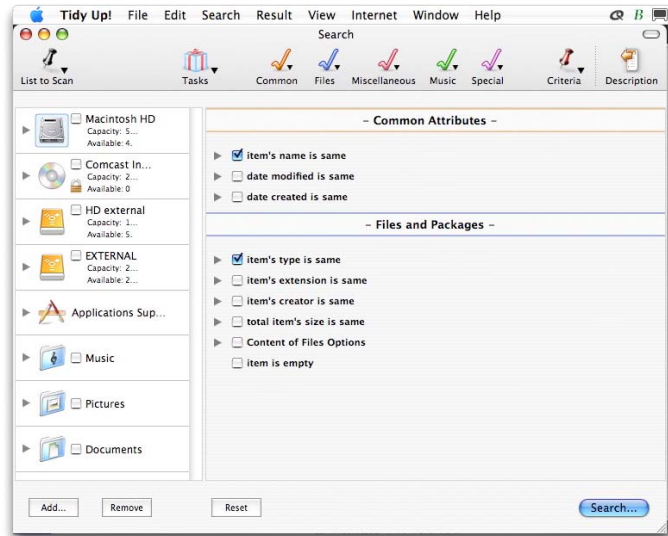 Tidy Up! File Edit Search Result View Internet Window Help
Search
List to Scan Tasks Common Files Miscellaneous Music Special Criteria Description
Macintosh HD
Capacity: 5...
Available: 4.
Comcast In...
Capacity: 2...
Available: 0
HD external
Capacity: 1...
Available: 5.
EXTERNAL
Capacity: 2...
Available: 2...
Applications Sup...
Music
Pictures
Documents
– Common Attributes –
item's name is same
date modified is same
date created is same
– Files and Packages –
item's type is same
item's extension is same
item's creator is same
total item's size is same
Content of Files Options
item is empty
Add... Remove Reset Search...